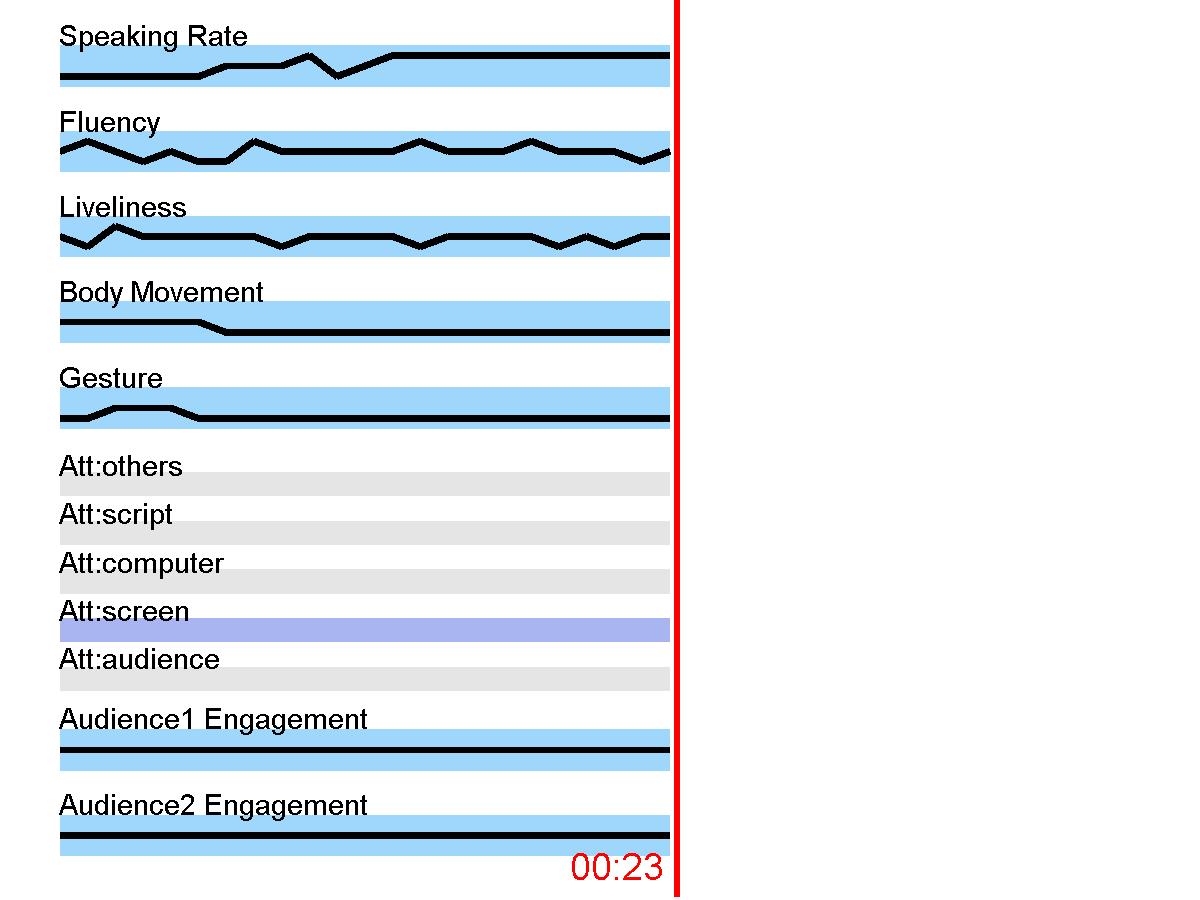 Speaking Rate
Fluency
Liveliness
Body Movement
Gesture
Att:others
Att:script
Att:computer
Att:screen
Att:audience
Audience1 Engagement
Audience2 Engagement
00:23